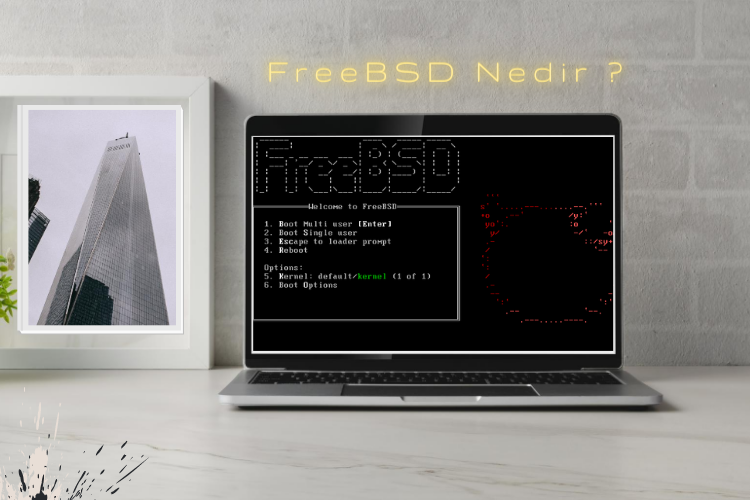 FreeBSD Nedir ?
FreeBSD
Welcome to FreeBSD
1. Boot Multi user [Enter]
2. Boot Single user
3. Escape to loader prompt
4. Reboot
Options:
5. Kernel: default/kernel (1 of 1)
6. Boot Options